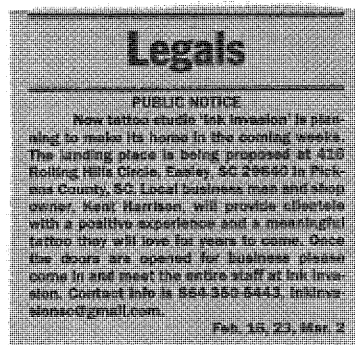 Legals
PUBLIC NOTICE
New tattoo studio 'Ink Invasion' is plan-
ning to make its home in the coming weeks.
The landing place is being proposed at 415
Rolling Hills Circle, Easley, SC 29640 in Pick-
ens County, SC. Local business man and shop
owner, Kent Harrison, will provide clientele
with a positive experience and a meaningful
tattoo they will love for years to come. Once
the doors are opened for business please
come in and meet the entire staff at Ink Inva-
sion. Contact info is 864-350-5443, inkinva-
sionsc@gmail.com.
Feb. 16, 23, Mar. 2